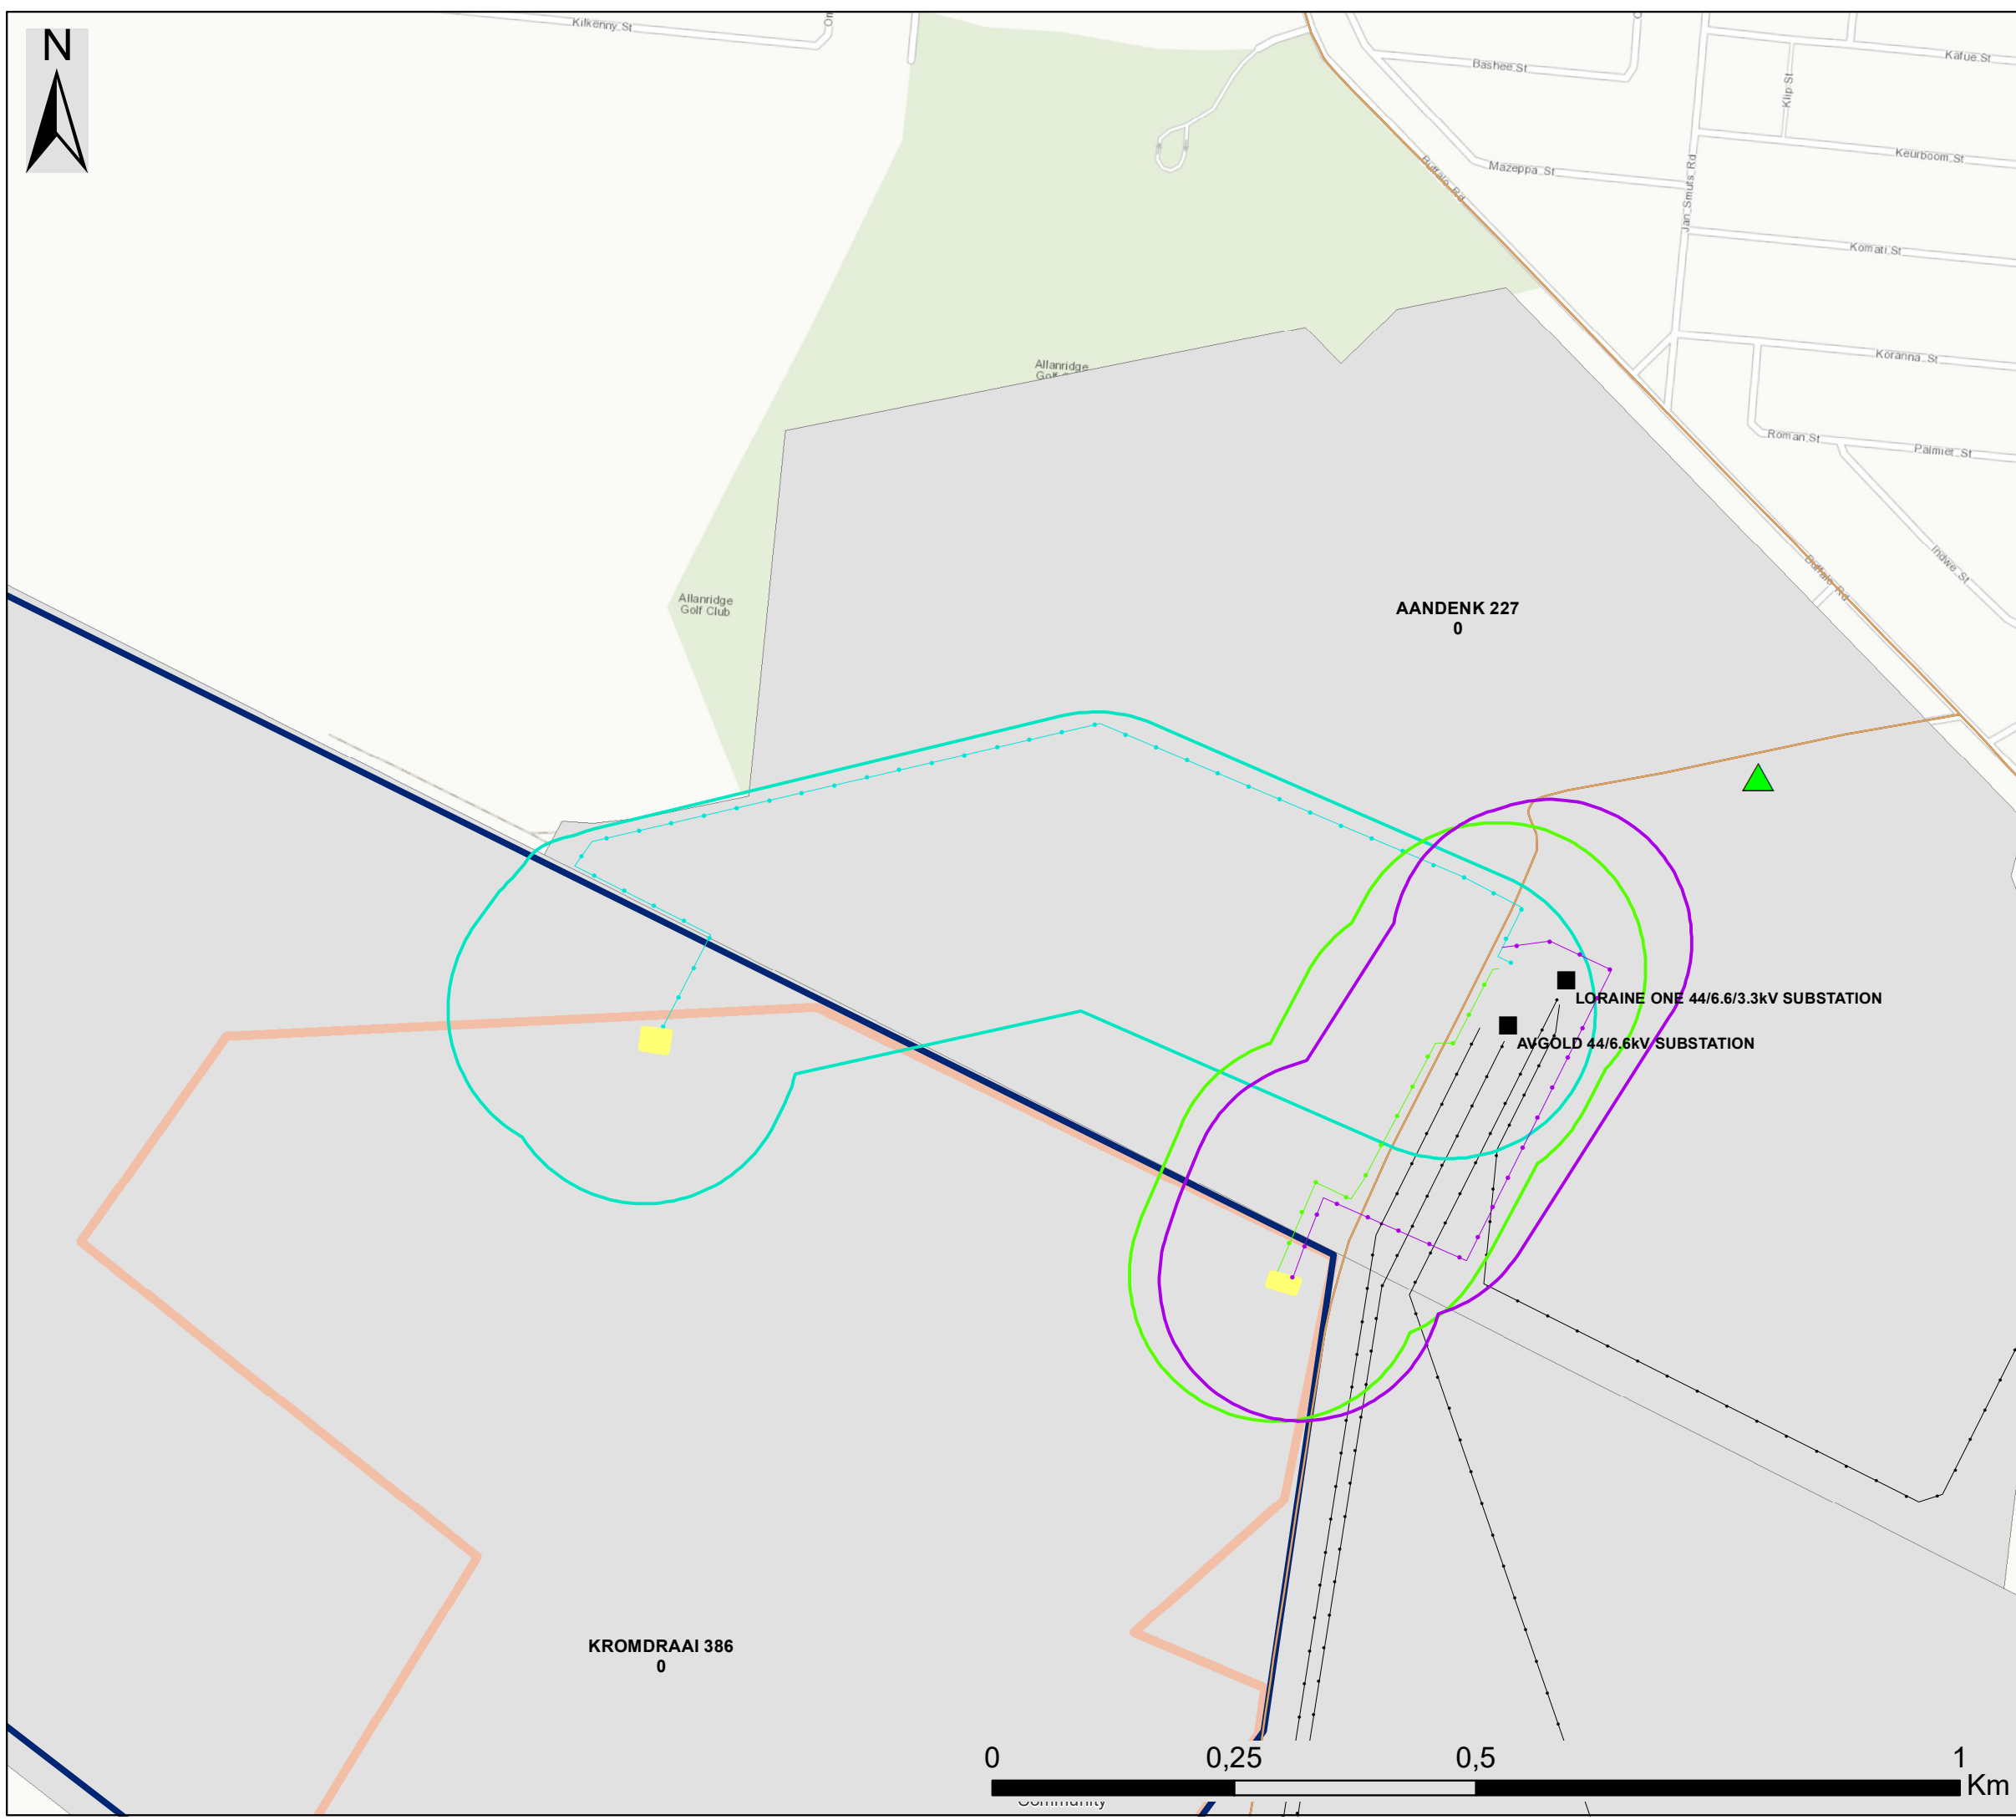 N
Kilkenny St
Bashee St
Kafue St
Klip St
Keurboom St
Mazeppa St
Buffalo Rd
Jan Smuts Rd
Komati St
Koranna St
Allanridge
Roman St
Palmiet St
Indwe St
Buffalo Rd
Allanridge
Golf Club
AANDENK 227
0
LORAINE ONE 44/6.6/3.3kV SUBSTATION
AVGOLD 44/6.6kV SUBSTATION
KROMDRAAI 386
0
0 0,25 0,5 1
Km
Community